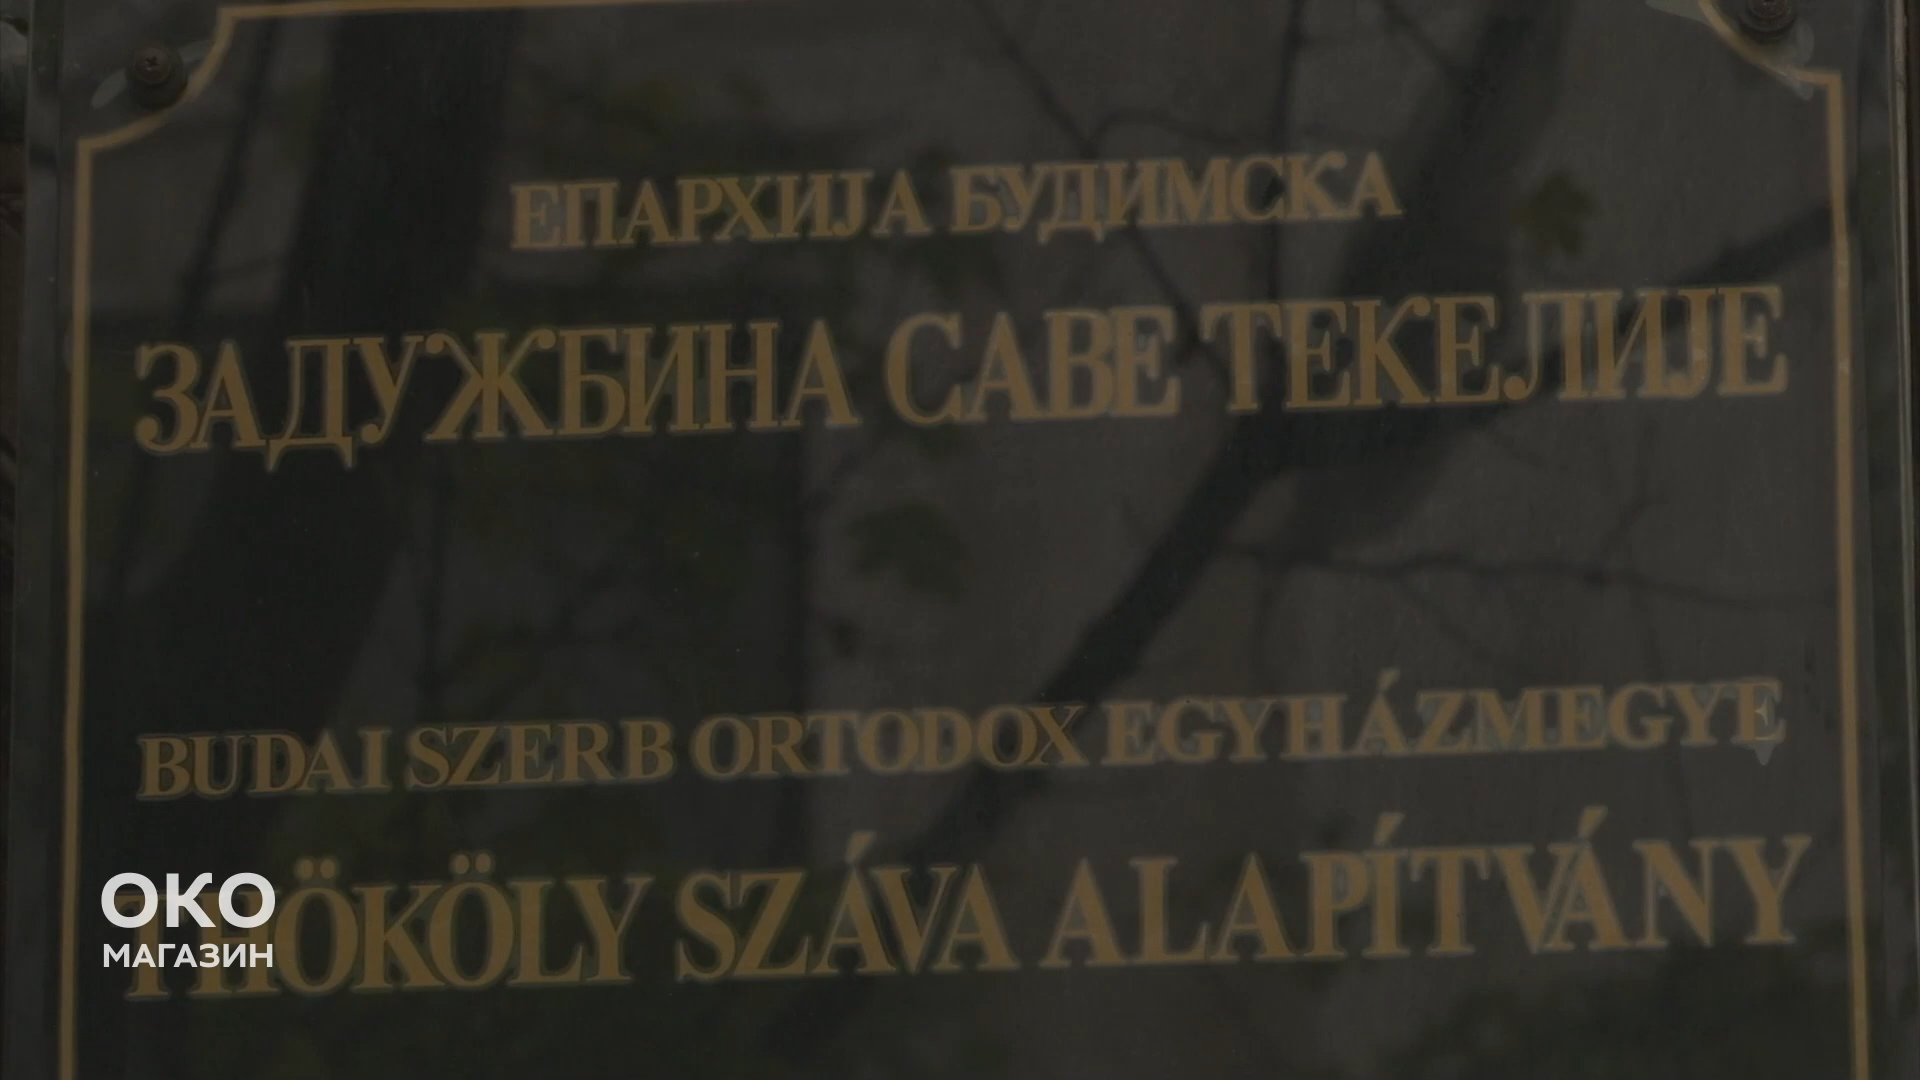 ЕПАРХИЈА БУДИМСКА
ЗАДУЖБИНА САВЕ ТЕКЕЛИЈЕ
BUDAI SZERB ORTODOX EGYHÁZMEGYE
THÖKÖLY SZÁVA ALAPÍTVÁNY
ОКО
МАГАЗИН